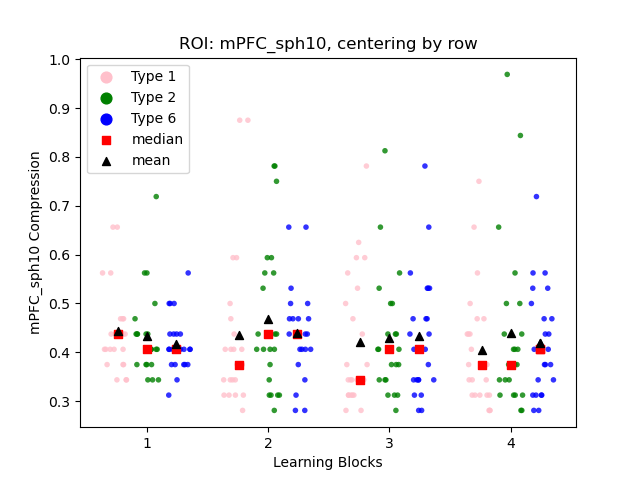 ROI: mPFC_sph10, centering by row
Type 1
Type 2
Type 6
median
mean
mPFC_sph10 Compression
1.0
0.9
0.8
0.7
0.6
0.5
0.4
0.3
1 2 3 4
Learning Blocks